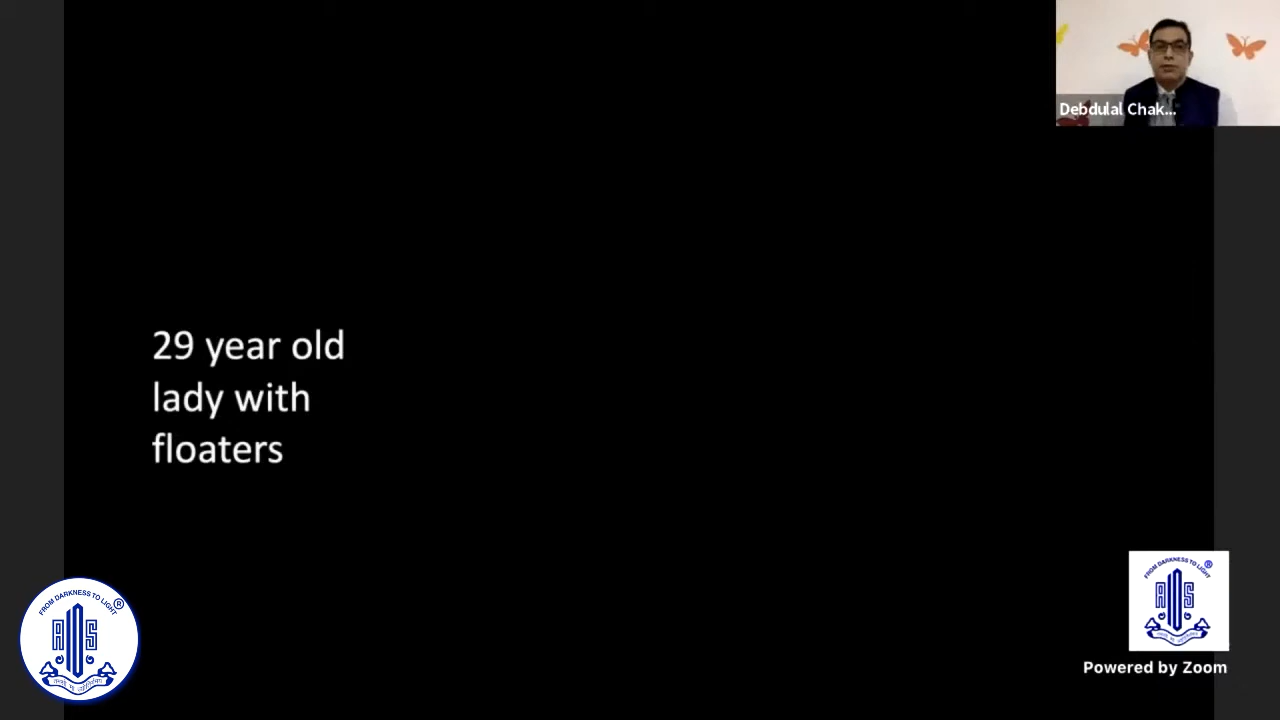 Debdulal Chak...
29 year old
lady with
floaters
FROM DARKNESS TO LIGHT
®
AIOS
FROM DARKNESS TO LIGHT
®
AIOS
Powered by Zoom